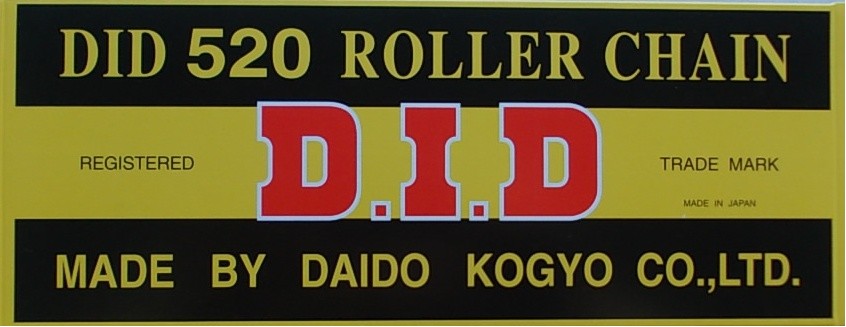 DID 520 ROLLER CHAIN
REGISTERED D.I.D TRADE MARK
MADE IN JAPAN
MADE BY DAIDO KOGYO CO.,LTD.